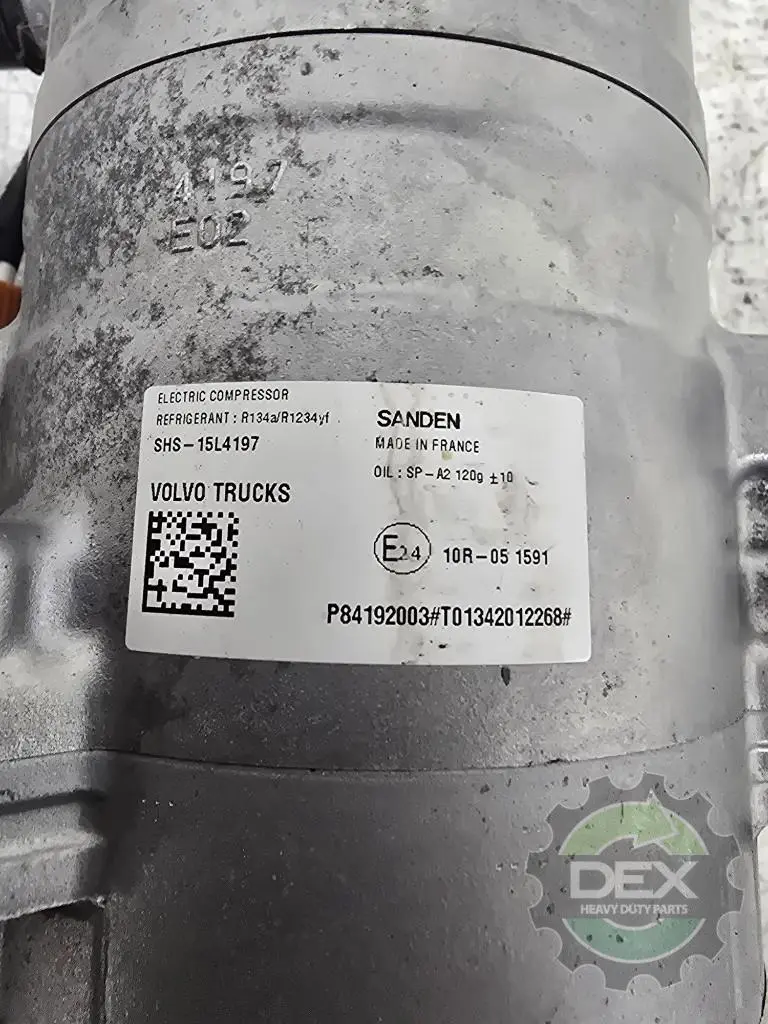 4197
E02
ELECTRIC COMPRESSOR
REFRIGERANT : R134a/R1234yf
SHS-15L4197
VOLVO TRUCKS
SANDEN
MADE IN FRANCE
OIL : SP-A2 120g ±10
E24 10R-05 1591
P84192003#T01342012268#
DEX
HEAVY DUTY PARTS